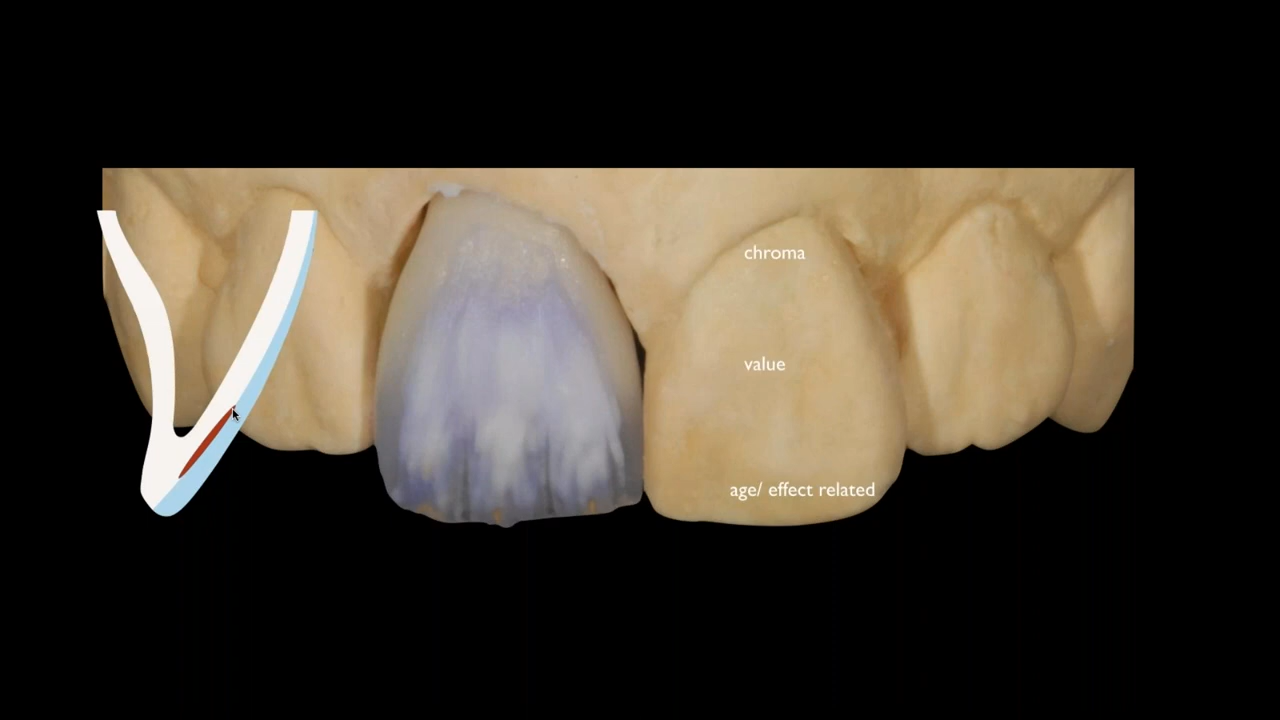 chroma
value
age/ effect related